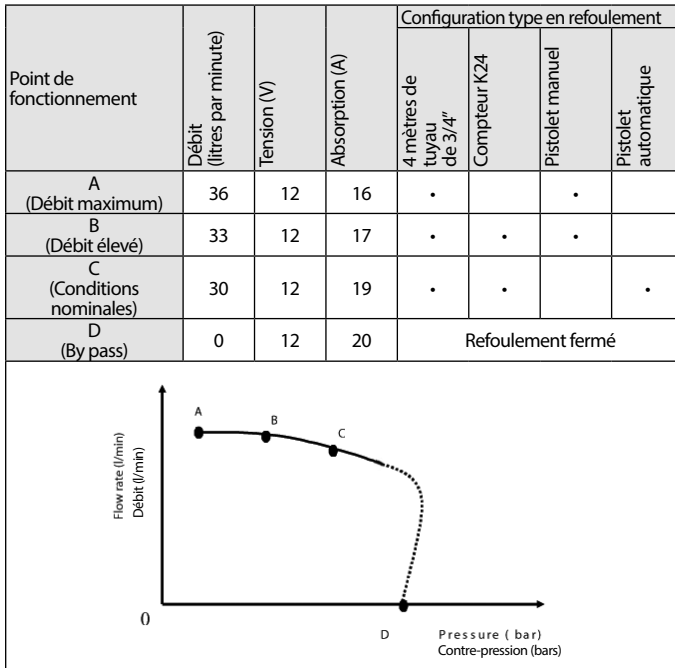 Configuration type en refoulement
Point de
fonctionnement
Débit
(litres par minute)
Tension (V)
Absorption (A)
4 mètres de
tuyau
de 3/4"
Compteur K24
Pistolet manuel
Pistolet
automatique
A
(Débit maximum)
36
12
16
•
•
B
(Débit élevé)
33
12
17
•
•
•
C
(Conditions
nominales)
30
12
19
•
•
•
D
(By pass)
0
12
20
Refoulement fermé
A
B
C
Flow rate (l/min)
Débit (l/min)
0
D
Pressure ( bar)
Contre-pression (bars)